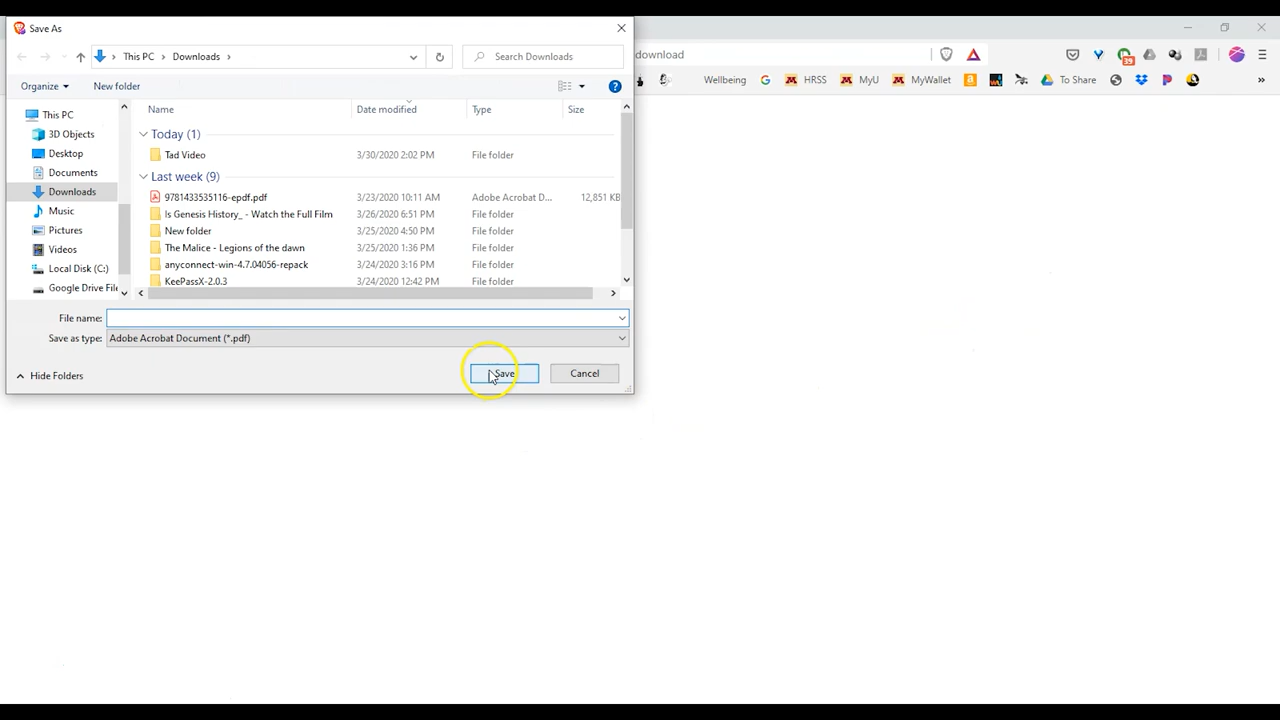 Save As
This PC
Downloads
Search Downloads
download
39
Wellbeing
HRSS
MyU
MyWallet
To Share
Organize
New folder
Name
Date modified
Type
Size
This PC
3D Objects
Desktop
Documents
Downloads
Music
Pictures
Videos
Local Disk (C:)
Google Drive File
Today (1)
Tad Video 3/30/2020 2:02 PM File folder
Last week (9)
9781433535116-epdf.pdf 3/23/2020 10:11 AM Adobe Acrobat D... 12,851 KB
Is Genesis History_ - Watch the Full Film 3/26/2020 6:51 PM File folder
New folder 3/25/2020 4:50 PM File folder
The Malice - Legions of the dawn 3/25/2020 1:36 PM File folder
anyconnect-win-4.7.04056-repack 3/24/2020 3:16 PM File folder
KeePassX-2.0.3 3/24/2020 12:42 PM File folder
File name:
Save as type: Adobe Acrobat Document (*.pdf)
Hide Folders
Save
Cancel